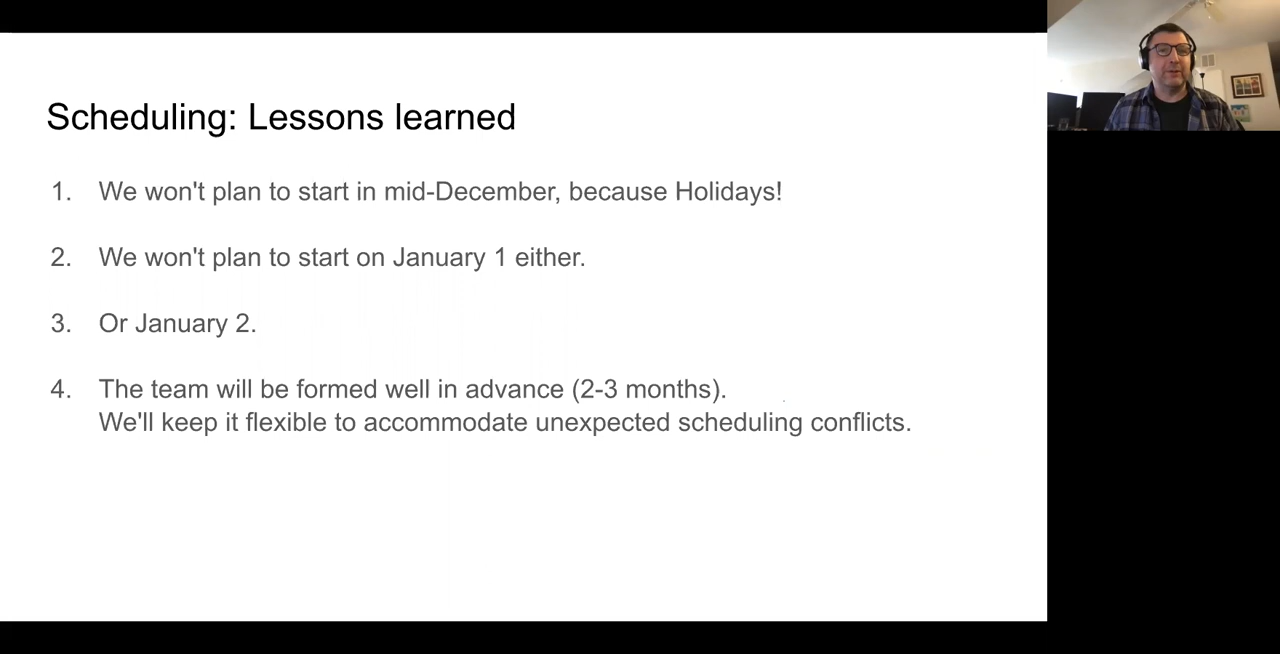 Scheduling: Lessons learned
1. We won't plan to start in mid-December, because Holidays!
2. We won't plan to start on January 1 either.
3. Or January 2.
4. The team will be formed well in advance (2-3 months).
We'll keep it flexible to accommodate unexpected scheduling conflicts.